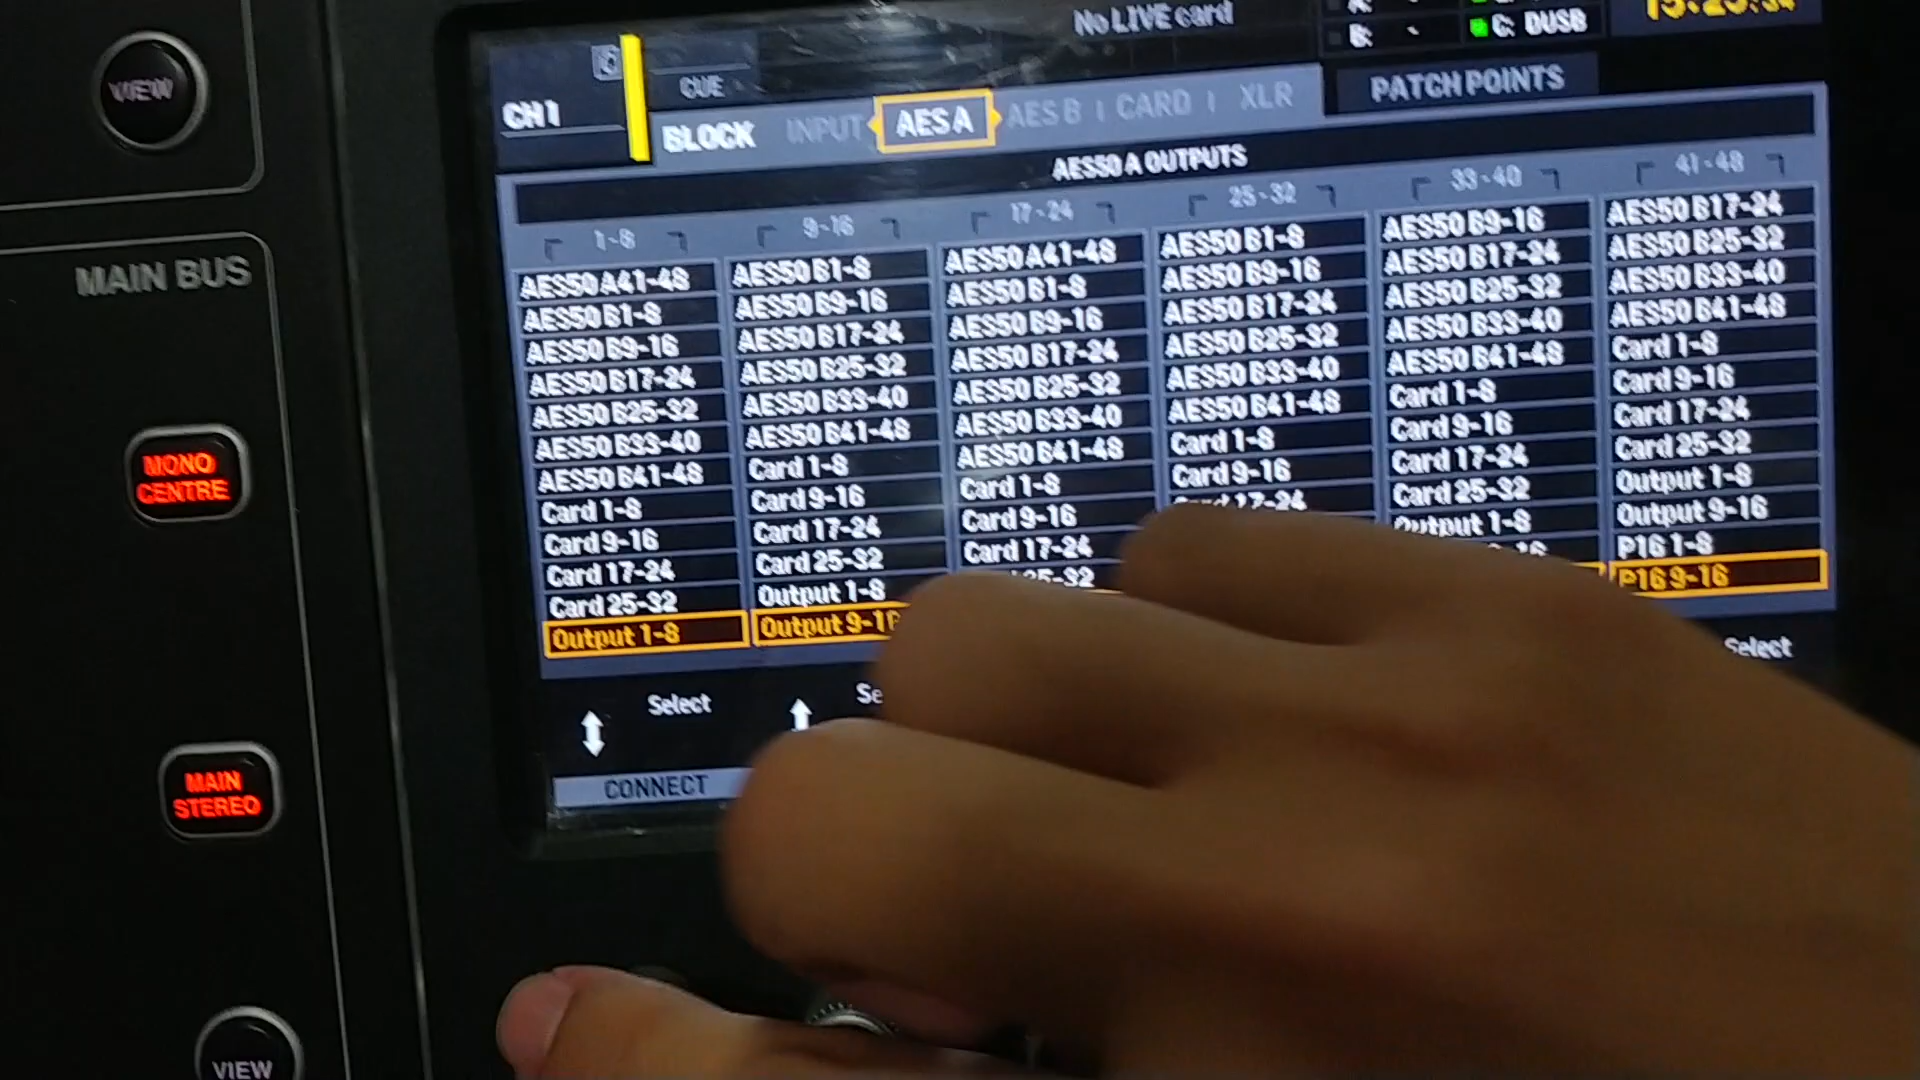 VIEW
MAIN BUS
MONO
CENTRE
MAIN
STEREO
VIEW
No LIVE card
A: -
B: -
C: DUSB
CH1
CUE
BLOCK INPUT AES A AES B | CARD | XLR
PATCH POINTS
AES50 A OUTPUTS
1-8
AES50 A41-48
AES50 B1-8
AES50 B9-16
AES50 B17-24
AES50 B25-32
AES50 B33-40
AES50 B41-48
Card 1-8
Card 9-16
Card 17-24
Card 25-32
Output 1-8
Select
CONNECT
9-16
AES50 B1-8
AES50 B9-16
AES50 B17-24
AES50 B25-32
AES50 B33-40
AES50 B41-48
Card 1-8
Card 9-16
Card 17-24
Card 25-32
Output 1-8
Output 9-16
17-24
AES50 A41-48
AES50 B1-8
AES50 B9-16
AES50 B17-24
AES50 B25-32
AES50 B33-40
AES50 B41-48
Card 1-8
Card 9-16
Card 17-24
25-32
25-32
AES50 B1-8
AES50 B9-16
AES50 B17-24
AES50 B25-32
AES50 B33-40
AES50 B41-48
Card 1-8
Card 9-16
Card 17-24
33-40
AES50 B9-16
AES50 B17-24
AES50 B25-32
AES50 B33-40
AES50 B41-48
Card 1-8
Card 9-16
Card 17-24
Card 25-32
Output 1-8
41-48
AES50 B17-24
AES50 B25-32
AES50 B33-40
AES50 B41-48
Card 1-8
Card 9-16
Card 17-24
Card 25-32
Output 1-8
Output 9-16
P16 1-8
P16 9-16
Select